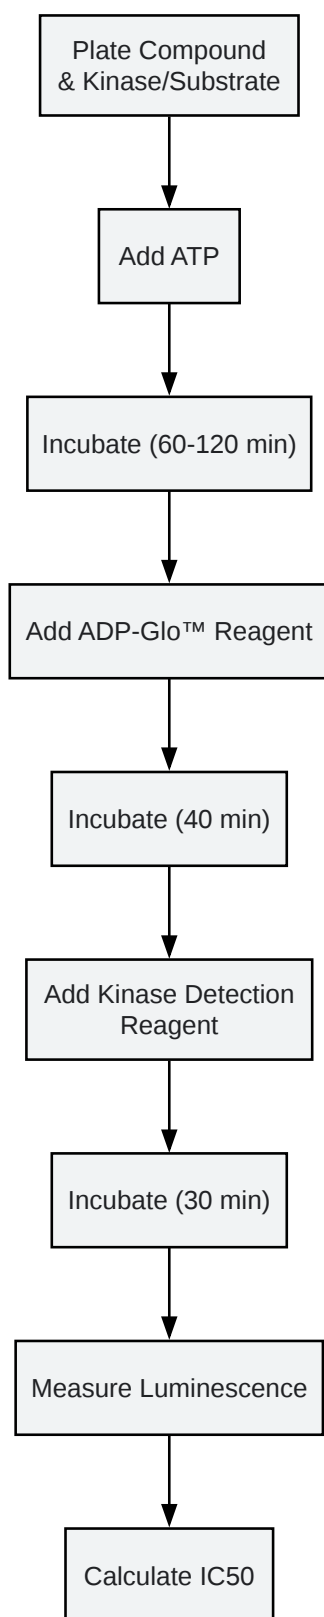 Plate Compound
& Kinase/Substrate
Add ATP
Incubate (60-120 min)
Add ADP-Glo™ Reagent
Incubate (40 min)
Add Kinase Detection
Reagent
Incubate (30 min)
Measure Luminescence
Calculate IC50